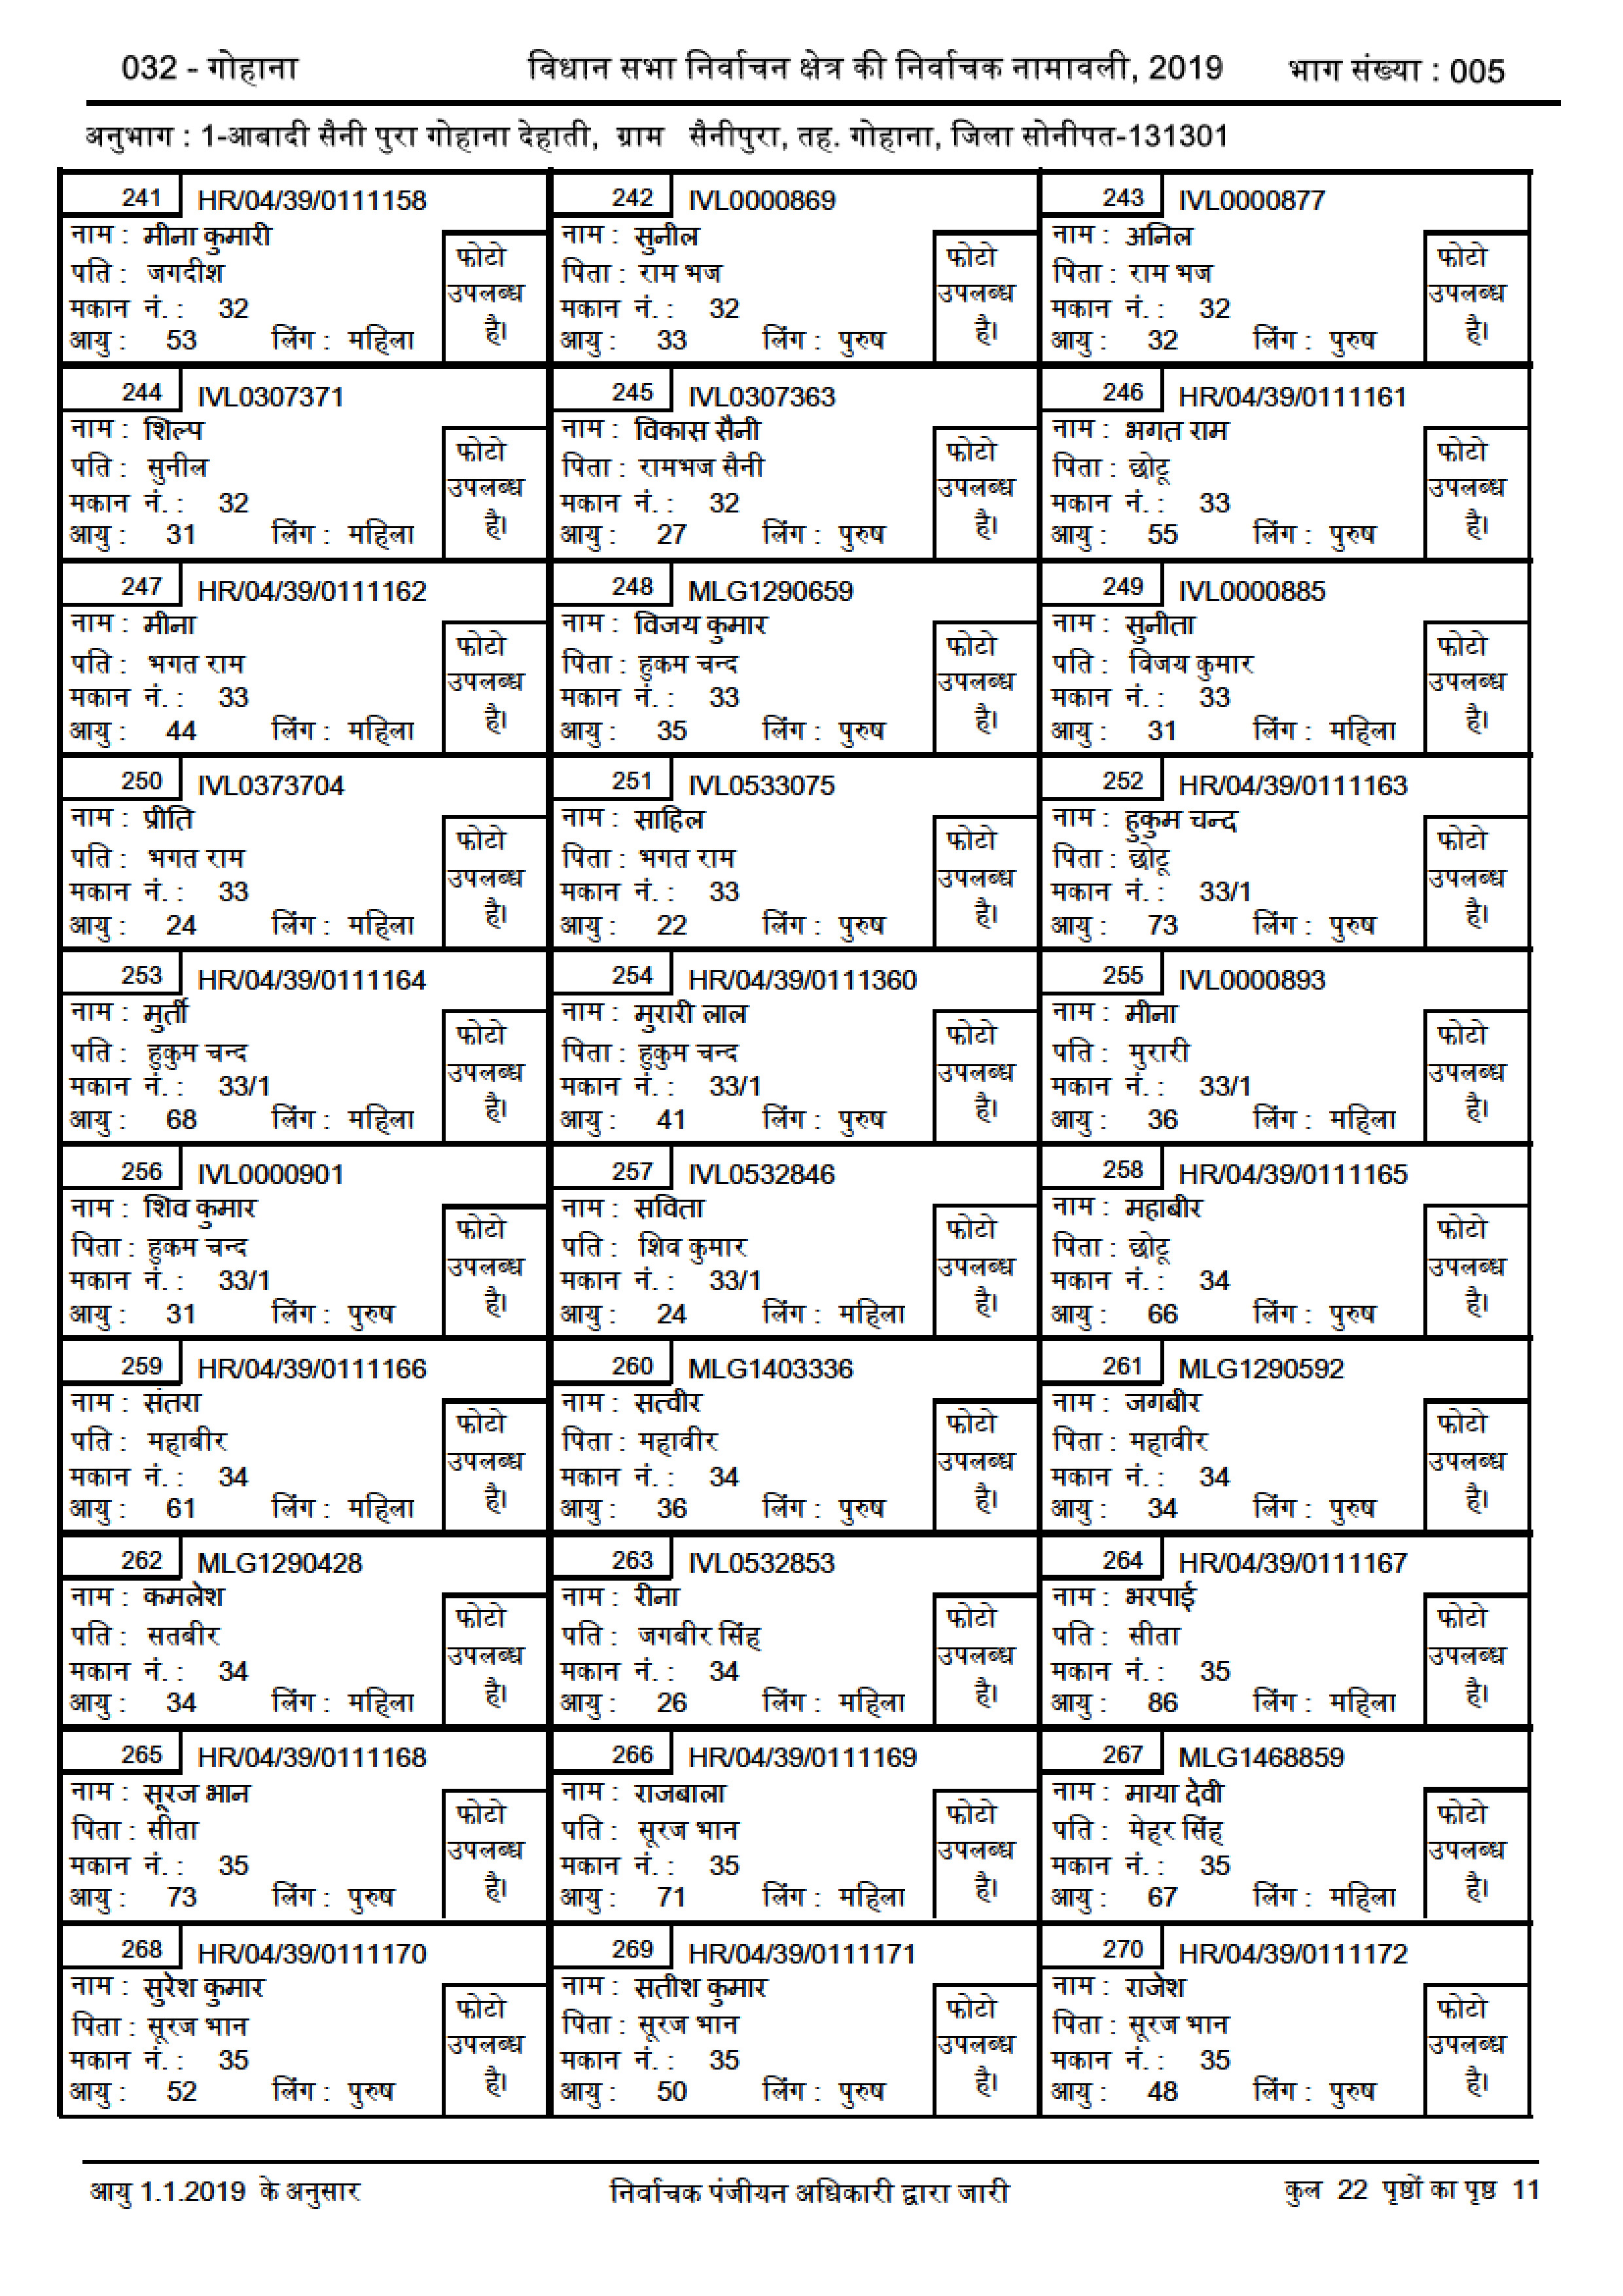 032 - गोहाना विधान सभा निर्वाचन क्षेत्र की निर्वाचक नामावली, 2019 भाग संख्या : 005
अनुभाग : 1-आबादी सैनी पुरा गोहाना देहाती, ग्राम सैनीपुरा, तह. गोहाना, जिला सोनीपत-131301
241 HR/04/39/0111158
नाम : मीना कुमारी
पति : जगदीश
मकान नं. : 32
आयु : 53 लिंग : महिला
फोटो
उपलब्ध
है।
242 IVL0000869
नाम : सुनील
पिता : राम भज
मकान नं. : 32
आयु : 33 लिंग : पुरुष
फोटो
उपलब्ध
है।
243 IVL0000877
नाम : अनिल
पिता : राम भज
मकान नं. : 32
आयु : 32 लिंग : पुरुष
फोटो
उपलब्ध
है।
244 IVL0307371
नाम : शिल्प
पति : सुनील
मकान नं. : 32
आयु : 31 लिंग : महिला
फोटो
उपलब्ध
है।
245 IVL0307363
नाम : विकास सैनी
पिता : रामभज सैनी
मकान नं. : 32
आयु : 27 लिंग : पुरुष
फोटो
उपलब्ध
है।
246 HR/04/39/0111161
नाम : भगत राम
पिता : छोटू
मकान नं. : 33
आयु : 55 लिंग : पुरुष
फोटो
उपलब्ध
है।
247 HR/04/39/0111162
नाम : मीना
पति : भगत राम
मकान नं. : 33
आयु : 44 लिंग : महिला
फोटो
उपलब्ध
है।
248 MLG1290659
नाम : विजय कुमार
पिता : हुकम चन्द
मकान नं. : 33
आयु : 35 लिंग : पुरुष
फोटो
उपलब्ध
है।
249 IVL0000885
नाम : सुनीता
पति : विजय कुमार
मकान नं. : 33
आयु : 31 लिंग : महिला
फोटो
उपलब्ध
है।
250 IVL0373704
नाम : प्रीति
पति : भगत राम
मकान नं. : 33
आयु : 24 लिंग : महिला
फोटो
उपलब्ध
है।
251 IVL0533075
नाम : साहिल
पिता : भगत राम
मकान नं. : 33
आयु : 22 लिंग : पुरुष
फोटो
उपलब्ध
है।
252 HR/04/39/0111163
नाम : हुकुम चन्द
पिता : छोटू
मकान नं. : 33/1
आयु : 73 लिंग : पुरुष
फोटो
उपलब्ध
है।
253 HR/04/39/0111164
नाम : मुर्ती
पति : हुकुम चन्द
मकान नं. : 33/1
आयु : 68 लिंग : महिला
फोटो
उपलब्ध
है।
254 HR/04/39/0111360
नाम : मुरारी लाल
पिता : हुकुम चन्द
मकान नं. : 33/1
आयु : 41 लिंग : पुरुष
फोटो
उपलब्ध
है।
255 IVL0000893
नाम : मीना
पति : मुरारी
मकान नं. : 33/1
आयु : 36 लिंग : महिला
फोटो
उपलब्ध
है।
256 IVL0000901
नाम : शिव कुमार
पिता : हुकम चन्द
मकान नं. : 33/1
आयु : 31 लिंग : पुरुष
फोटो
उपलब्ध
है।
257 IVL0532846
नाम : सविता
पति : शिव कुमार
मकान नं. : 33/1
आयु : 24 लिंग : महिला
फोटो
उपलब्ध
है।
258 HR/04/39/0111165
नाम : महाबीर
पिता : छोटू
मकान नं. : 34
आयु : 66 लिंग : पुरुष
फोटो
उपलब्ध
है।
259 HR/04/39/0111166
नाम : संतरा
पति : महाबीर
मकान नं. : 34
आयु : 61 लिंग : महिला
फोटो
उपलब्ध
है।
260 MLG1403336
नाम : सत्वीर
पिता : महावीर
मकान नं. : 34
आयु : 36 लिंग : पुरुष
फोटो
उपलब्ध
है।
261 MLG1290592
नाम : जगबीर
पिता : महावीर
मकान नं. : 34
आयु : 34 लिंग : पुरुष
फोटो
उपलब्ध
है।
262 MLG1290428
नाम : कमलेश
पति : सतबीर
मकान नं. : 34
आयु : 34 लिंग : महिला
फोटो
उपलब्ध
है।
263 IVL0532853
नाम : रीना
पति : जगबीर सिंह
मकान नं. : 34
आयु : 26 लिंग : महिला
फोटो
उपलब्ध
है।
264 HR/04/39/0111167
नाम : भरपाई
पति : सीता
मकान नं. : 35
आयु : 86 लिंग : महिला
फोटो
उपलब्ध
है।
265 HR/04/39/0111168
नाम : सूरज भान
पिता : सीता
मकान नं. : 35
आयु : 73 लिंग : पुरुष
फोटो
उपलब्ध
है।
266 HR/04/39/0111169
नाम : राजबाला
पति : सूरज भान
मकान नं. : 35
आयु : 71 लिंग : महिला
फोटो
उपलब्ध
है।
267 MLG1468859
नाम : माया देवी
पति : मेहर सिंह
मकान नं. : 35
आयु : 67 लिंग : महिला
फोटो
उपलब्ध
है।
268 HR/04/39/0111170
नाम : सुरेश कुमार
पिता : सूरज भान
मकान नं. : 35
आयु : 52 लिंग : पुरुष
फोटो
उपलब्ध
है।
269 HR/04/39/0111171
नाम : सतीश कुमार
पिता : सूरज भान
मकान नं. : 35
आयु : 50 लिंग : पुरुष
फोटो
उपलब्ध
है।
270 HR/04/39/0111172
नाम : राजेश
पिता : सूरज भान
मकान नं. : 35
आयु : 48 लिंग : पुरुष
फोटो
उपलब्ध
है।
आयु 1.1.2019 के अनुसार निर्वाचक पंजीयन अधिकारी द्वारा जारी कुल 22 पृष्ठों का पृष्ठ 11